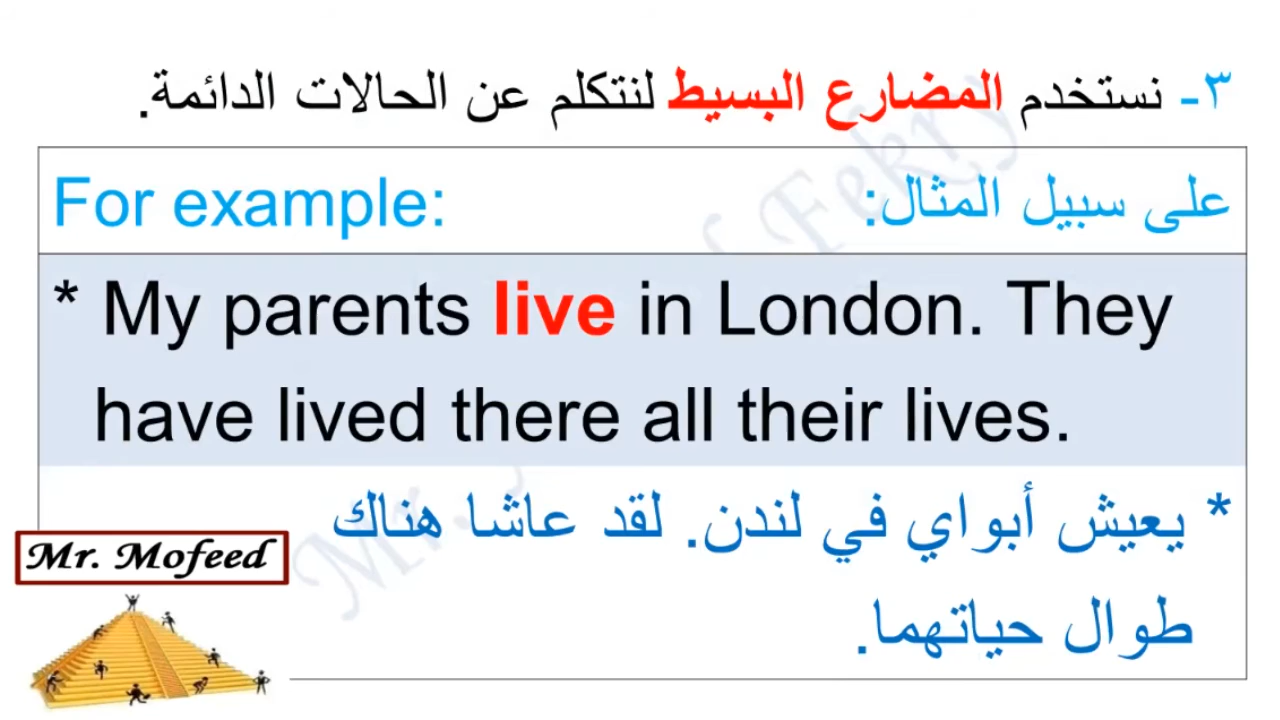 ٣- نستخدم المضارع البسيط لنتكلم عن الحالات الدائمة.
For example:
على سبيل المثال:
* My parents live in London. They
have lived there all their lives.
* يعيش أبواي في لندن. لقد عاشا هناك
طوال حياتهما.
Mr. Mofeed